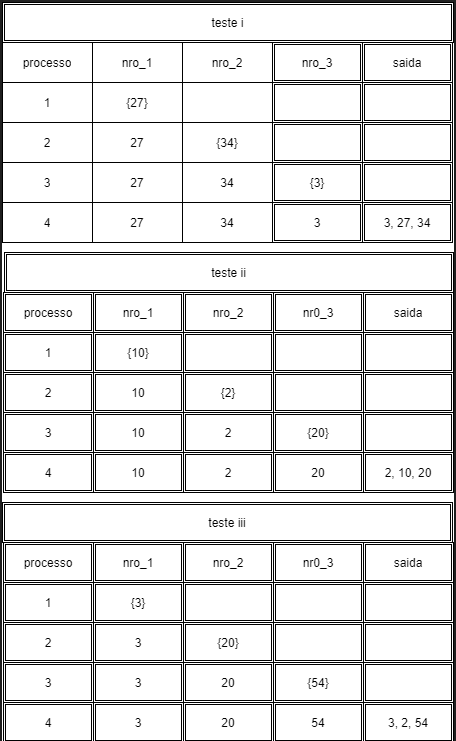 teste i
processo nro_1 nro_2 nro_3 saida
1 {27}
2 27 {34}
3 27 34 {3}
4 27 34 3 3, 27, 34
teste ii
processo nro_1 nro_2 nr0_3 saida
1 {10}
2 10 {2}
3 10 2 {20}
4 10 2 20 2, 10, 20
teste iii
processo nro_1 nro_2 nr0_3 saida
1 {3}
2 3 {20}
3 3 20 {54}
4 3 20 54 3, 2, 54